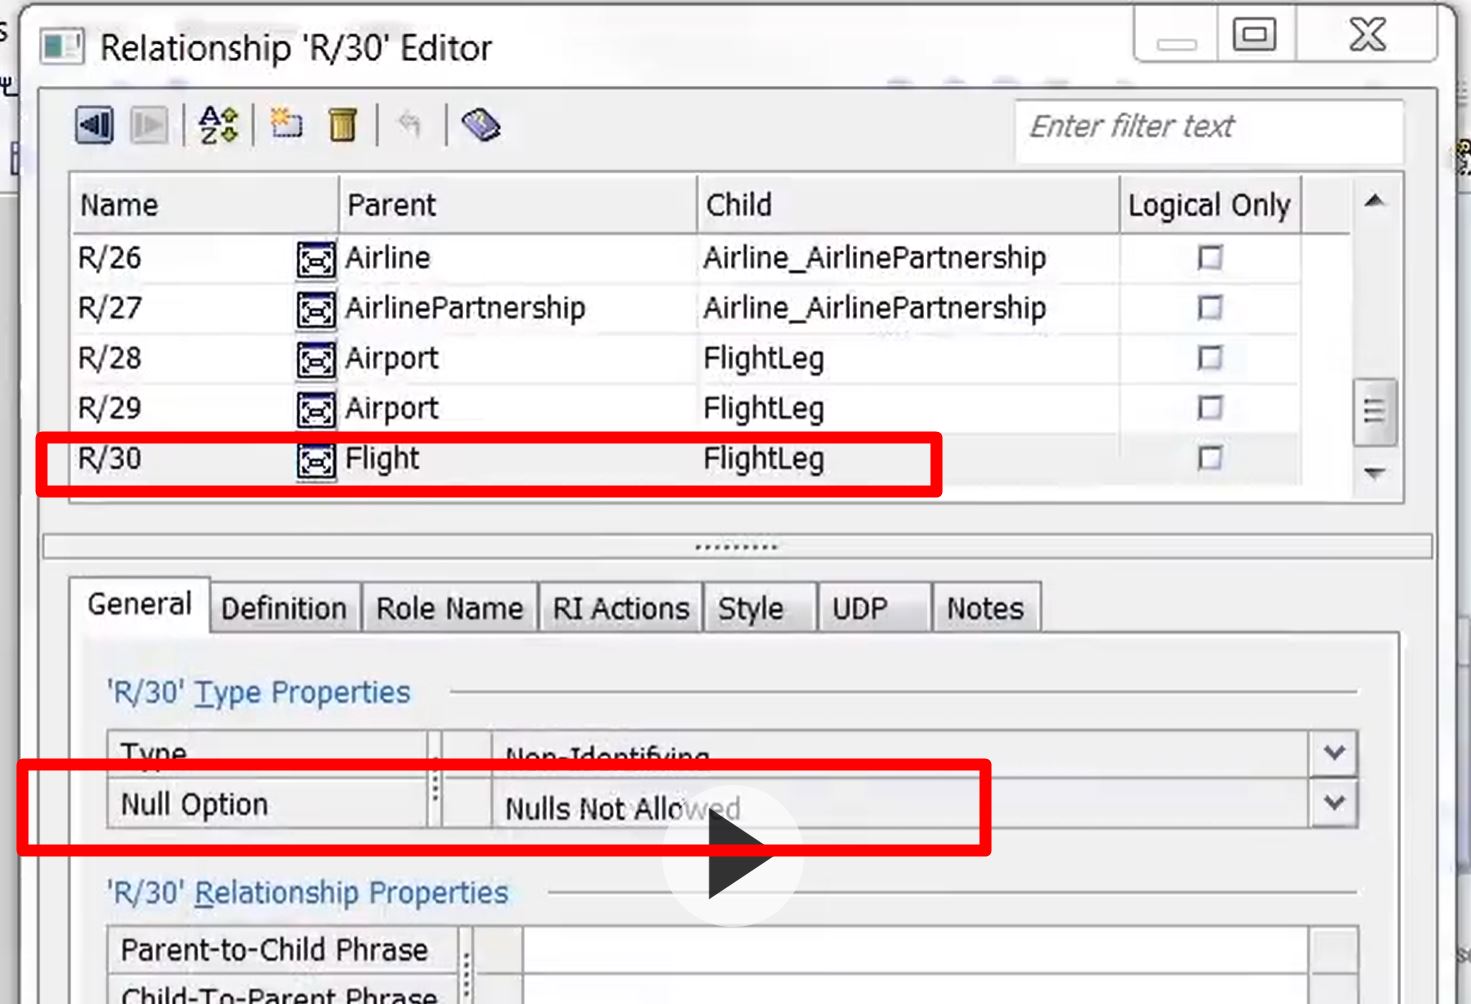 Relationship 'R/30' Editor
Enter filter text
Name Parent Child Logical Only
R/26 Airline Airline_AirlinePartnership
R/27 AirlinePartnership Airline_AirlinePartnership
R/28 Airport FlightLeg
R/29 Airport FlightLeg
R/30 Flight FlightLeg
General Definition Role Name RI Actions Style UDP Notes
'R/30' Type Properties
Type Non-Identifying
Null Option Nulls Not Allowed
'R/30' Relationship Properties
Parent-to-Child Phrase
Child-To-Parent Phrase